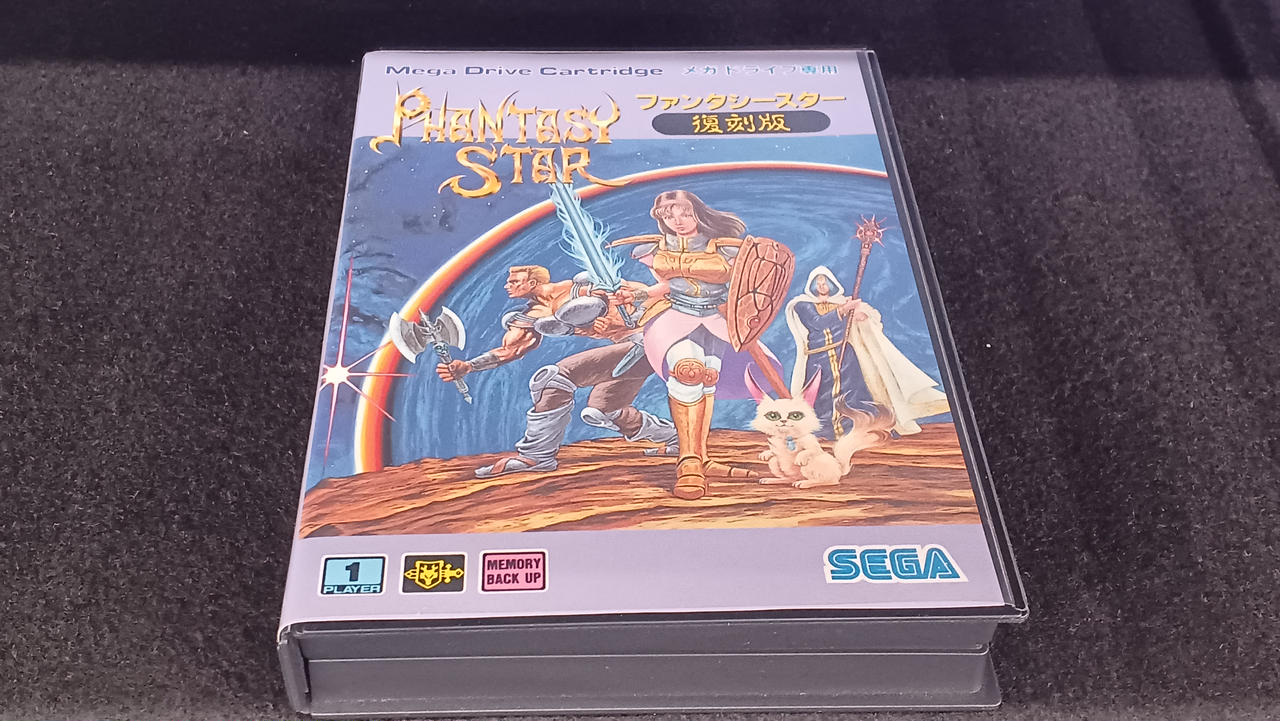 Mega Drive Cartridge メガドライブ専用
PHANTASY STAR
ファンタシースター
復刻版
1
PLAYER
MEMORY
BACK UP
SEGA